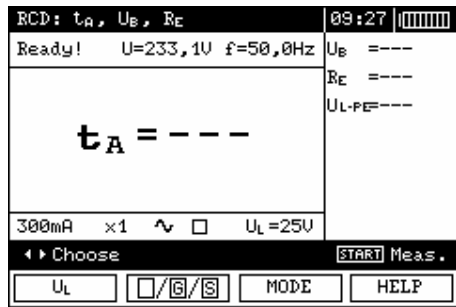 RCD: tA, UB, RE 09:27
Ready! U=233,1V f=50,0Hz
UB =---
RE =---
UL-PE=---
tA=---
300mA ×1 UL=25V
Choose START Meas.
UL /G/S MODE HELP